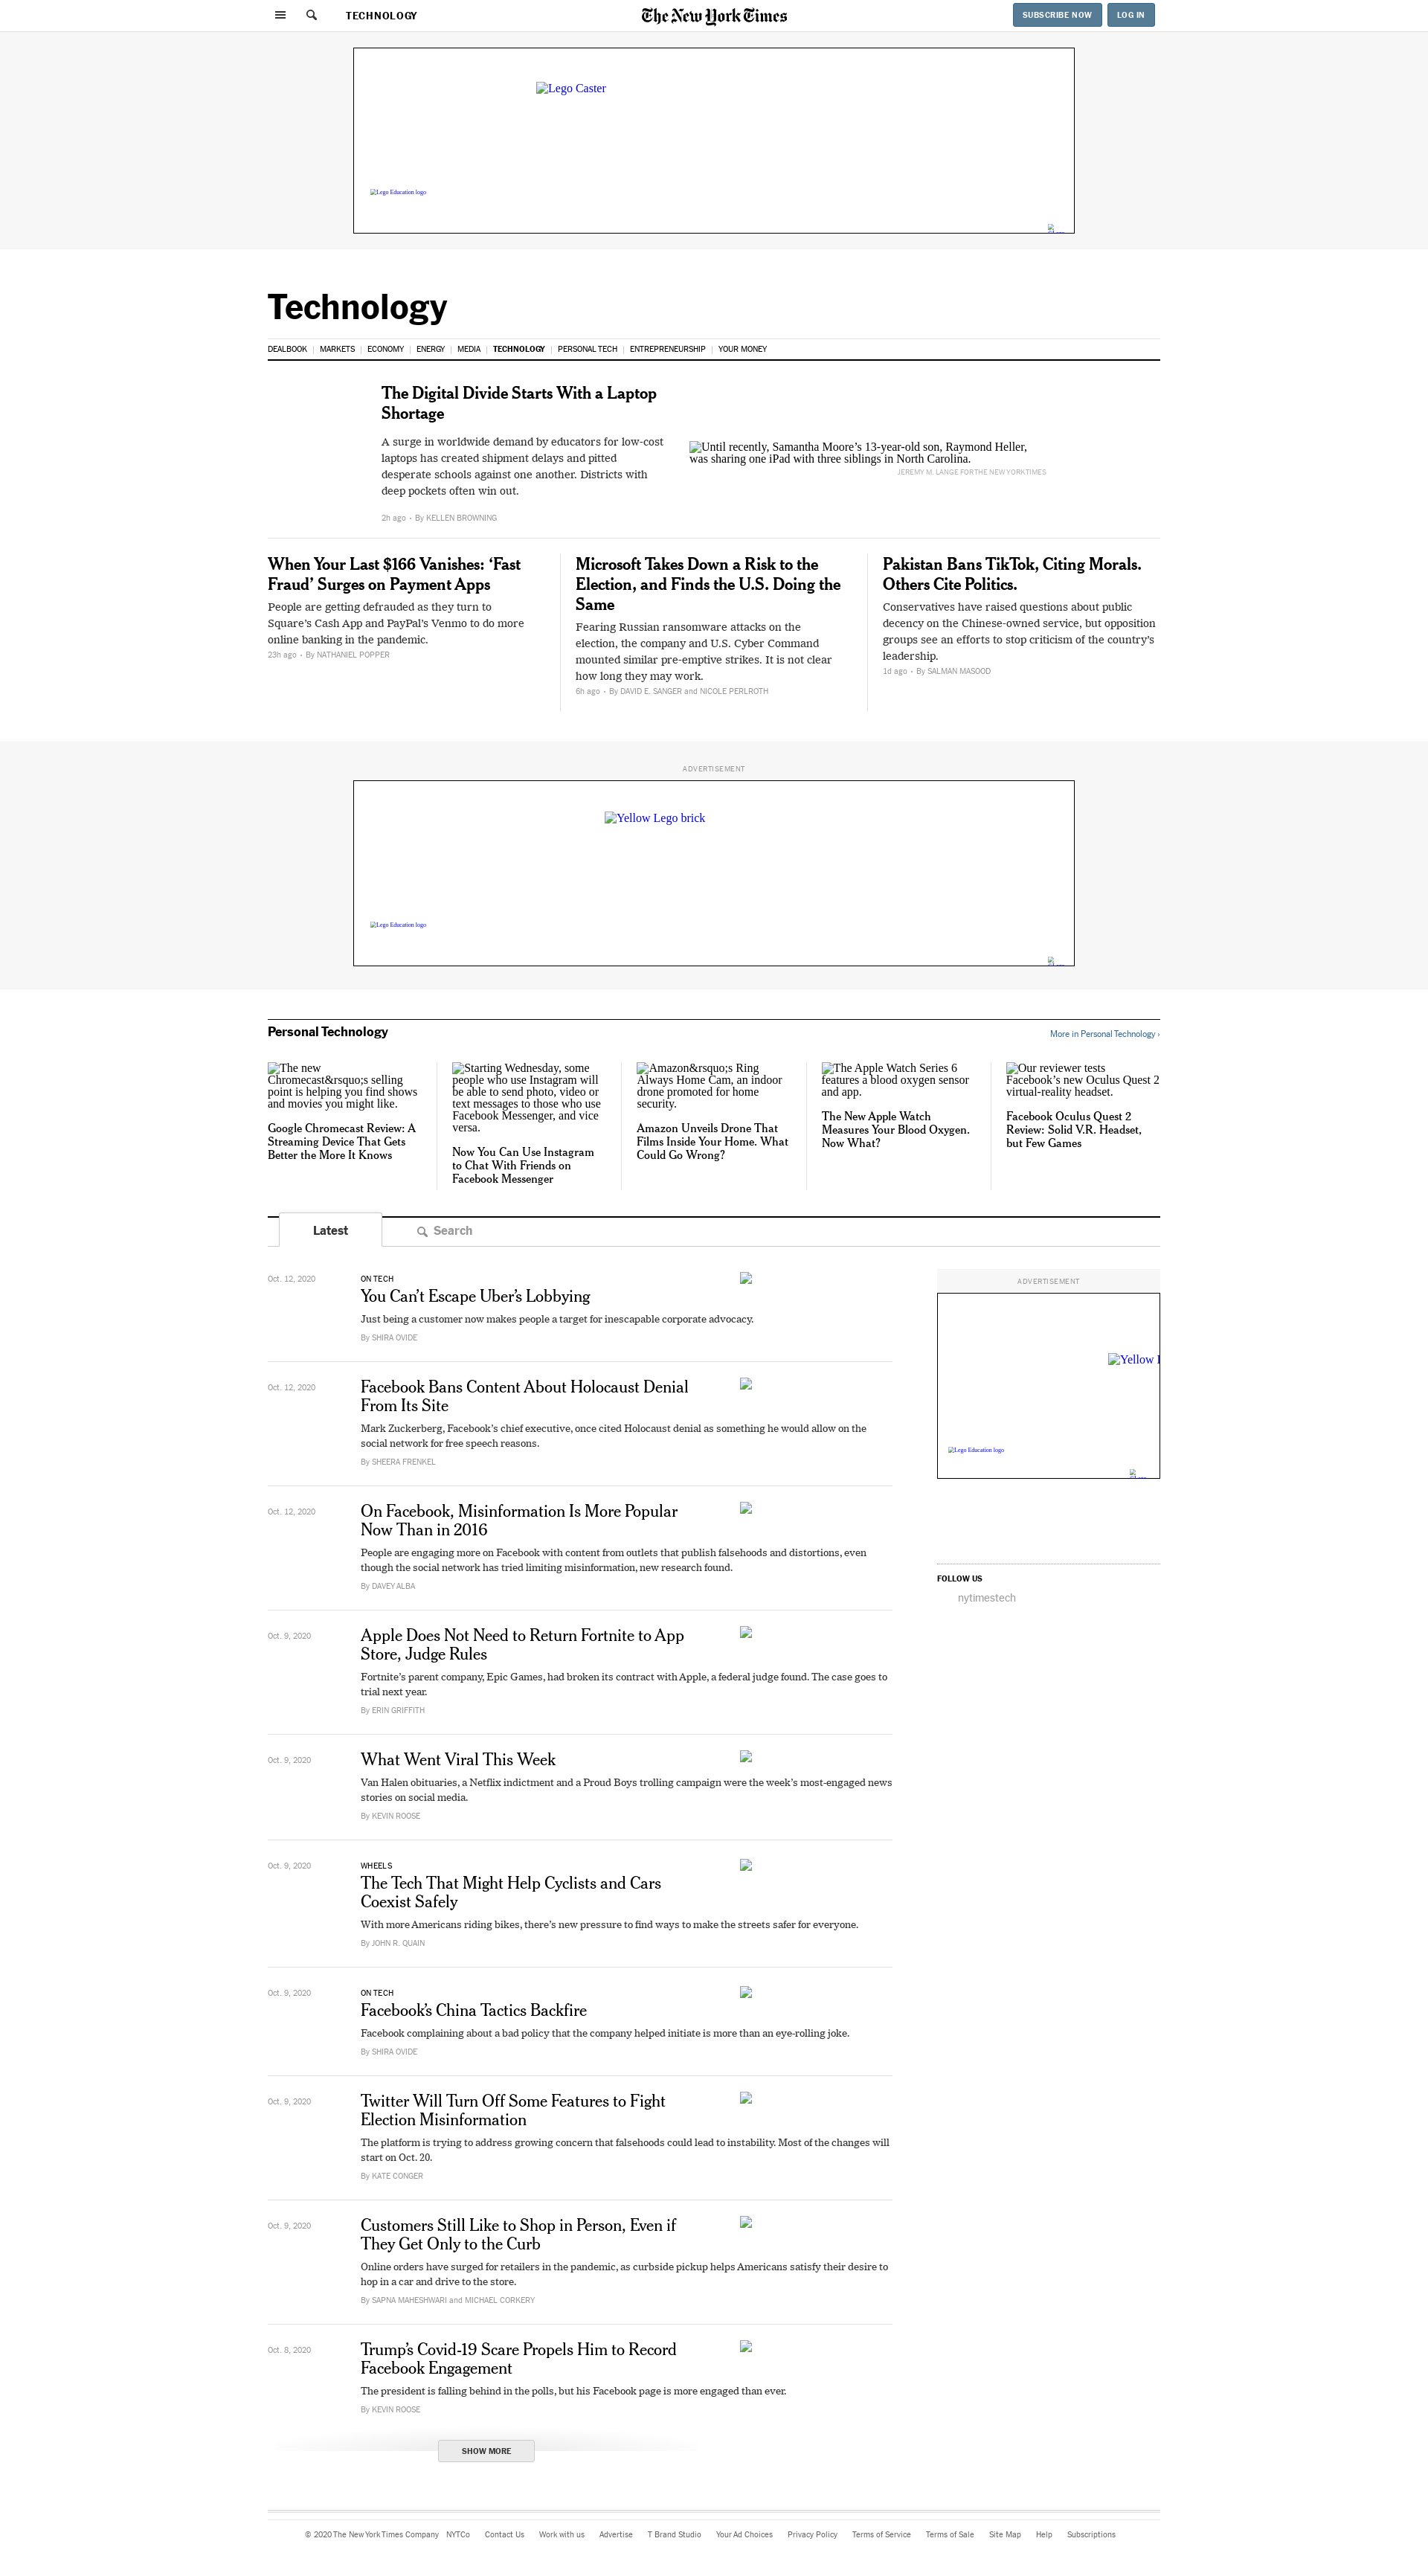 TECHNOLOGY
The New York Times
SUBSCRIBE NOW
LOG IN
Lego Caster
Lego Education logo
Technology
DEALBOOK | MARKETS | ECONOMY | ENERGY | MEDIA | TECHNOLOGY | PERSONAL TECH | ENTREPRENEURSHIP | YOUR MONEY
The Digital Divide Starts With a Laptop
Shortage
A surge in worldwide demand by educators for low-cost
laptops has created shipment delays and pitted
desperate schools against one another. Districts with
deep pockets often win out.
2h ago • By KELLEN BROWNING
Until recently, Samantha Moore’s 13-year-old son, Raymond Heller,
was sharing one iPad with three siblings in North Carolina.
JEREMY M. LANGE FOR THE NEW YORK TIMES
When Your Last $166 Vanishes: ‘Fast
Fraud’ Surges on Payment Apps
People are getting defrauded as they turn to
Square’s Cash App and PayPal’s Venmo to do more
online banking in the pandemic.
23h ago • By NATHANIEL POPPER
Microsoft Takes Down a Risk to the
Election, and Finds the U.S. Doing the
Same
Fearing Russian ransomware attacks on the
election, the company and U.S. Cyber Command
mounted similar pre-emptive strikes. It is not clear
how long they may work.
6h ago • By DAVID E. SANGER and NICOLE PERLROTH
Pakistan Bans TikTok, Citing Morals.
Others Cite Politics.
Conservatives have raised questions about public
decency on the Chinese-owned service, but opposition
groups see an efforts to stop criticism of the country’s
leadership.
1d ago • By SALMAN MASOOD
ADVERTISEMENT
Yellow Lego brick
Lego Education logo
Personal Technology
More in Personal Technology ›
The new
Chromecast&rsquo;s selling
point is helping you find shows
and movies you might like.
Google Chromecast Review: A
Streaming Device That Gets
Better the More It Knows
Starting Wednesday, some
people who use Instagram will
be able to send photo, video or
text messages to those who use
Facebook Messenger, and vice
versa.
Now You Can Use Instagram
to Chat With Friends on
Facebook Messenger
Amazon&rsquo;s Ring
Always Home Cam, an indoor
drone promoted for home
security.
Amazon Unveils Drone That
Films Inside Your Home. What
Could Go Wrong?
The Apple Watch Series 6
features a blood oxygen sensor
and app.
The New Apple Watch
Measures Your Blood Oxygen.
Now What?
Our reviewer tests
Facebook’s new Oculus Quest 2
virtual-reality headset.
Facebook Oculus Quest 2
Review: Solid V.R. Headset,
but Few Games
Latest
Search
Oct. 12, 2020
ON TECH
You Can’t Escape Uber’s Lobbying
Just being a customer now makes people a target for inescapable corporate advocacy.
By SHIRA OVIDE
Oct. 12, 2020
Facebook Bans Content About Holocaust Denial
From Its Site
Mark Zuckerberg, Facebook’s chief executive, once cited Holocaust denial as something he would allow on the
social network for free speech reasons.
By SHEERA FRENKEL
Oct. 12, 2020
On Facebook, Misinformation Is More Popular
Now Than in 2016
People are engaging more on Facebook with content from outlets that publish falsehoods and distortions, even
though the social network has tried limiting misinformation, new research found.
By DAVEY ALBA
Oct. 9, 2020
Apple Does Not Need to Return Fortnite to App
Store, Judge Rules
Fortnite’s parent company, Epic Games, had broken its contract with Apple, a federal judge found. The case goes to
trial next year.
By ERIN GRIFFITH
Oct. 9, 2020
What Went Viral This Week
Van Halen obituaries, a Netflix indictment and a Proud Boys trolling campaign were the week’s most-engaged news
stories on social media.
By KEVIN ROOSE
Oct. 9, 2020
WHEELS
The Tech That Might Help Cyclists and Cars
Coexist Safely
With more Americans riding bikes, there’s new pressure to find ways to make the streets safer for everyone.
By JOHN R. QUAIN
Oct. 9, 2020
ON TECH
Facebook’s China Tactics Backfire
Facebook complaining about a bad policy that the company helped initiate is more than an eye-rolling joke.
By SHIRA OVIDE
Oct. 9, 2020
Twitter Will Turn Off Some Features to Fight
Election Misinformation
The platform is trying to address growing concern that falsehoods could lead to instability. Most of the changes will
start on Oct. 20.
By KATE CONGER
Oct. 9, 2020
Customers Still Like to Shop in Person, Even if
They Get Only to the Curb
Online orders have surged for retailers in the pandemic, as curbside pickup helps Americans satisfy their desire to
hop in a car and drive to the store.
By SAPNA MAHESHWARI and MICHAEL CORKERY
Oct. 8, 2020
Trump’s Covid-19 Scare Propels Him to Record
Facebook Engagement
The president is falling behind in the polls, but his Facebook page is more engaged than ever.
By KEVIN ROOSE
SHOW MORE
ADVERTISEMENT
Yellow
Lego Education logo
FOLLOW US
nytimestech
© 2020 The New York Times Company NYTCo Contact Us Work with us Advertise T Brand Studio Your Ad Choices Privacy Policy Terms of Service Terms of Sale Site Map Help Subscriptions